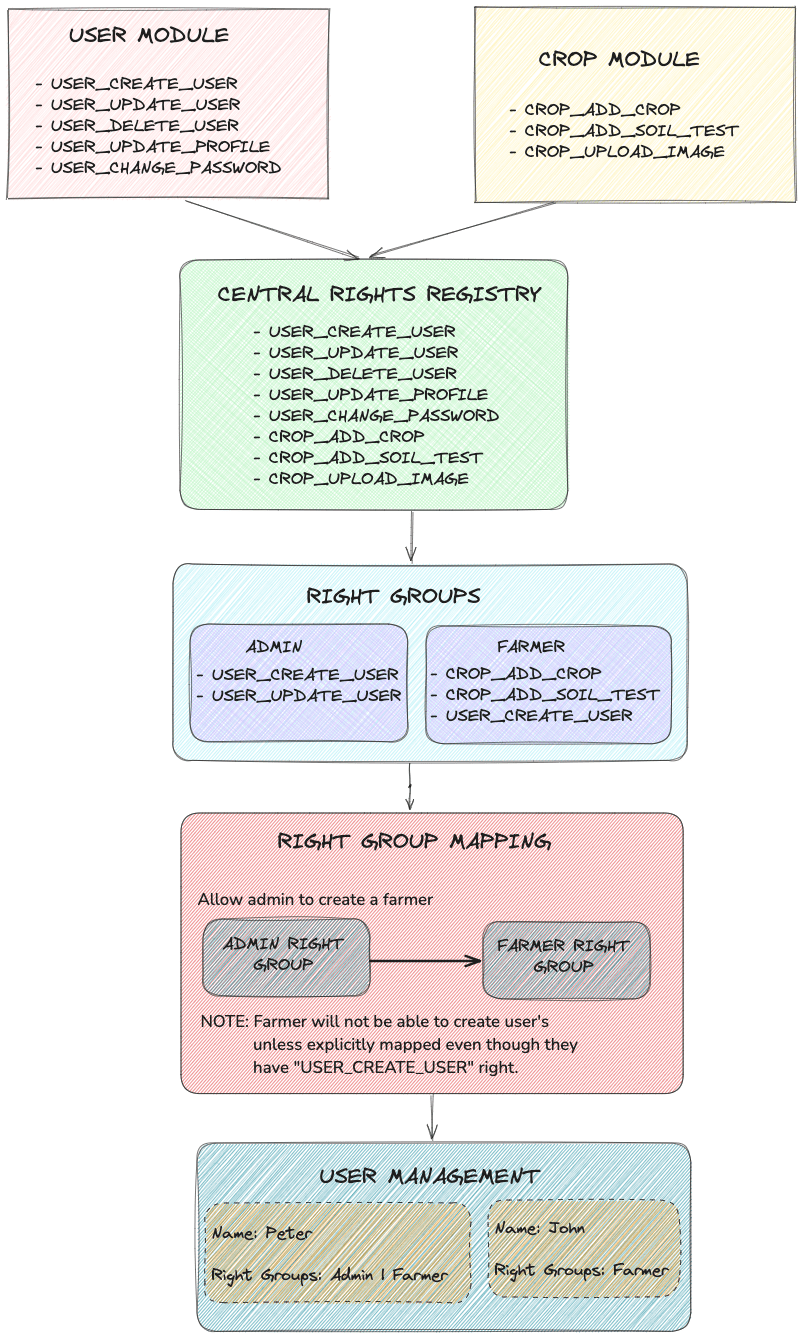 USER MODULE
- USER_CREATE_USER
- USER_UPDATE_USER
- USER_DELETE_USER
- USER_UPDATE_PROFILE
- USER_CHANGE_PASSWORD
CROP MODULE
- CROP_ADD_CROP
- CROP_ADD_SOIL_TEST
- CROP_UPLOAD_IMAGE
CENTRAL RIGHTS REGISTRY
- USER_CREATE_USER
- USER_UPDATE_USER
- USER_DELETE_USER
- USER_UPDATE_PROFILE
- USER_CHANGE_PASSWORD
- CROP_ADD_CROP
- CROP_ADD_SOIL_TEST
- CROP_UPLOAD_IMAGE
RIGHT GROUPS
ADMIN
- USER_CREATE_USER
- USER_UPDATE_USER
FARMER
- CROP_ADD_CROP
- CROP_ADD_SOIL_TEST
- USER_CREATE_USER
RIGHT GROUP MAPPING
Allow admin to create a farmer
ADMIN RIGHT
GROUP
FARMER RIGHT
GROUP
NOTE: Farmer will not be able to create user's
unless explicitly mapped even though they
have "USER_CREATE_USER" right.
USER MANAGEMENT
Name: Peter
Right Groups: Admin | Farmer
Name: John
Right Groups: Farmer